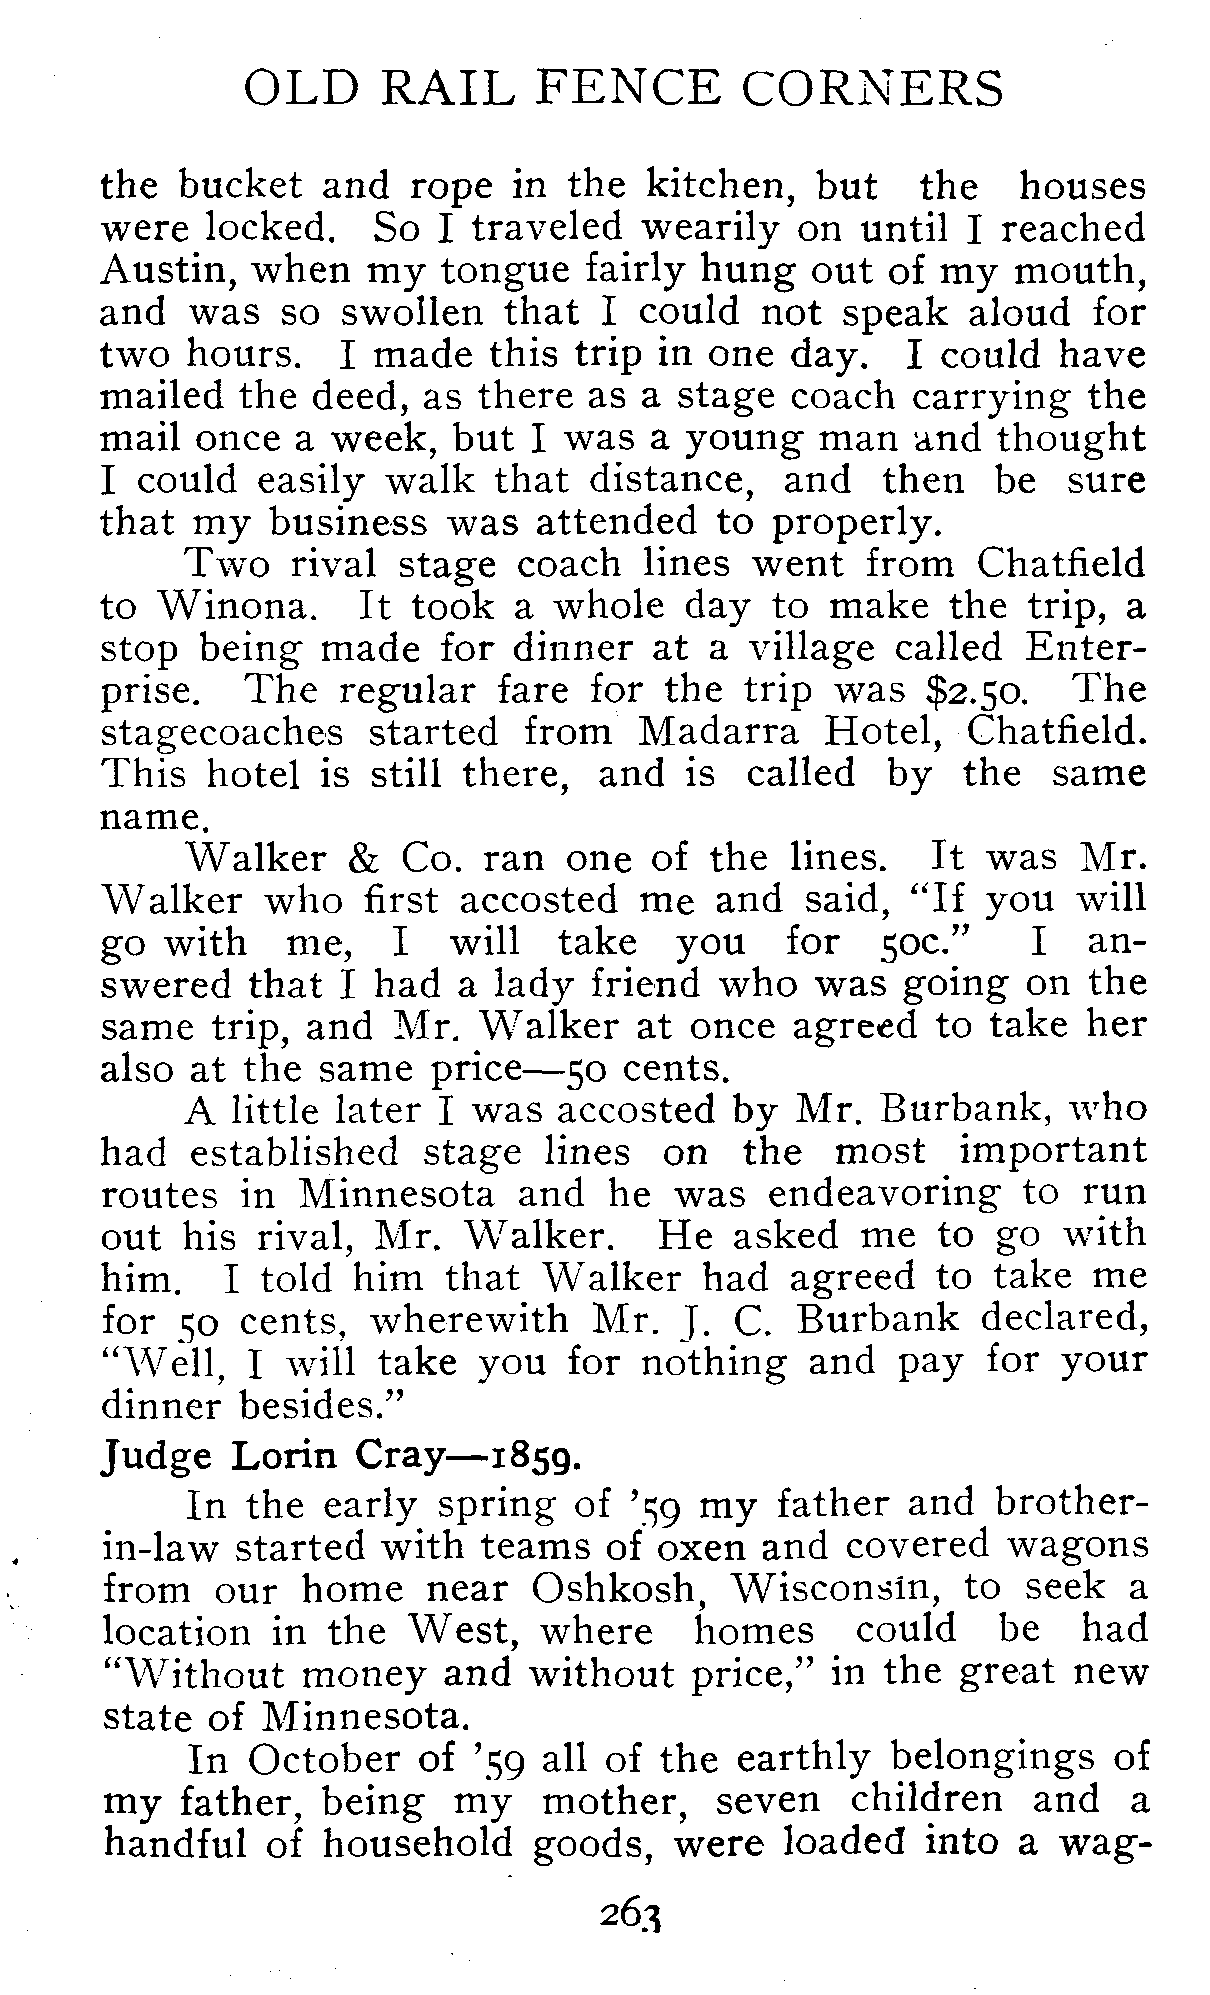 OLD RAIL FENCE CORNERS
the bucket and rope in the kitchen, but the houses
were locked. So I traveled wearily on until I reached
Austin, when my tongue fairly hung out of my mouth,
and was so swollen that I could not speak aloud for
two hours. I made this trip in one day. I could have
mailed the deed, as there as a stage coach carrying the
mail once a week, but I was a young man and thought
I could easily walk that distance, and then be sure
that my business was attended to properly.
Two rival stage coach lines went from Chatfield
to Winona. It took a whole day to make the trip, a
stop being made for dinner at a village called Enter-
prise. The regular fare for the trip was $2.50. The
stagecoaches started from Madarra Hotel, Chatfield.
This hotel is still there, and is called by the same
name.
Walker & Co. ran one of the lines. It was Mr.
Walker who first accosted me and said, "If you will
go with me, I will take you for 50c." I an-
swered that I had a lady friend who was going on the
same trip, and Mr. Walker at once agreed to take her
also at the same price—50 cents.
A little later I was accosted by Mr. Burbank, who
had established stage lines on the most important
routes in Minnesota and he was endeavoring to run
out his rival, Mr. Walker. He asked me to go with
him. I told him that Walker had agreed to take me
for 50 cents, wherewith Mr. J. C. Burbank declared,
"Well, I will take you for nothing and pay for your
dinner besides."
Judge Lorin Cray—1859.
In the early spring of '59 my father and brother-
in-law started with teams of oxen and covered wagons
from our home near Oshkosh, Wisconsin, to seek a
location in the West, where homes could be had
"Without money and without price," in the great new
state of Minnesota.
In October of '59 all of the earthly belongings of
my father, being my mother, seven children and a
handful of household goods, were loaded into a wag-
263